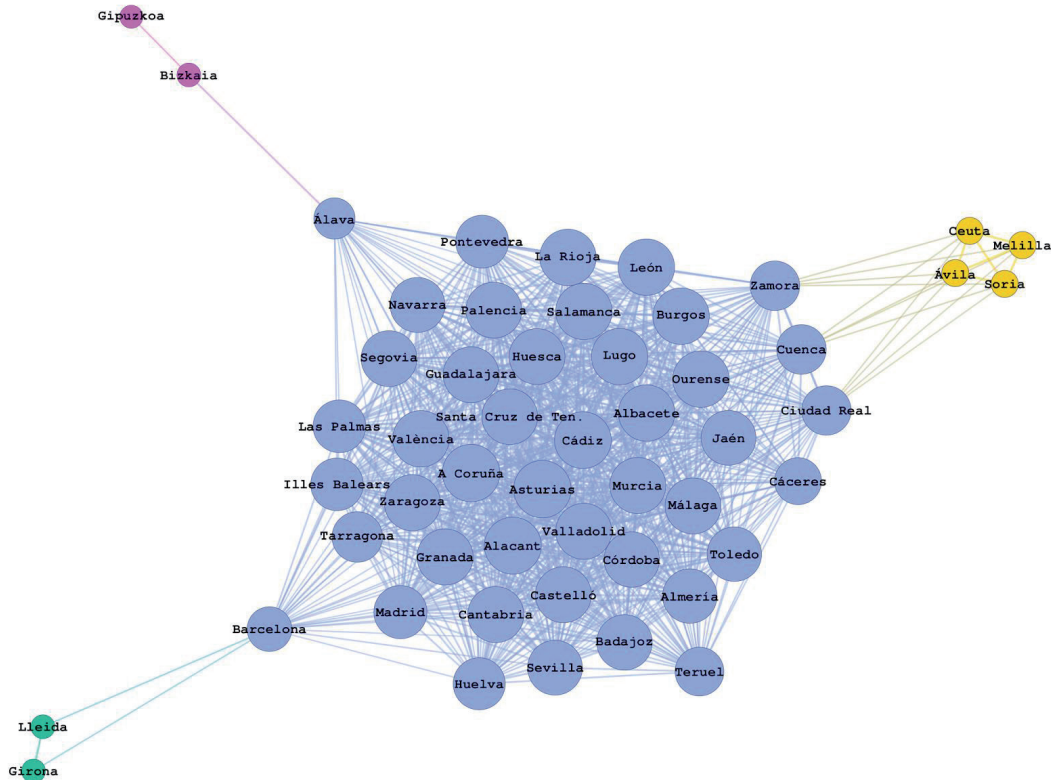 Gipuzkoa
Bizkaia
Álava
Pontevedra
La Rioja
León
Ceuta
Melilla
Ávila
Soria
Zamora
Navarra
Palencia
Salamanca
Burgos
Segovia
Guadalajara
Huesca
Lugo
Cuenca
Ourense
Ciudad Real
Las Palmas
Santa Cruz de Ten.
Albacete
València
Cádiz
Jaén
Illes Balears
A Coruña
Zaragoza
Asturias
Murcia
Málaga
Cáceres
Tarragona
Granada
Alacant
Valladolid
Córdoba
Toledo
Barcelona
Madrid
Cantabria
Castelló
Almería
Badajoz
Huelva
Sevilla
Teruel
Lleida
Girona